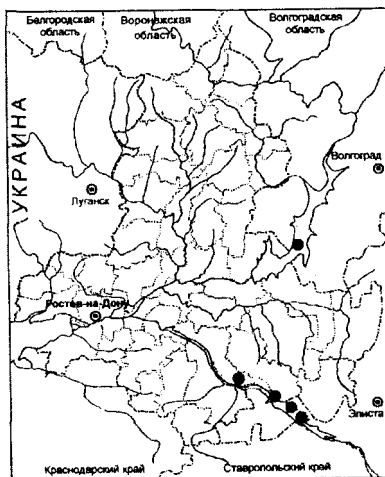 Белгородская область
Воронежская область
Волгоградская область
УКРАИНА
Волгоград
Луганск
Ростов-на-Дону
Элиста
Краснодарский край
Ставропольский край